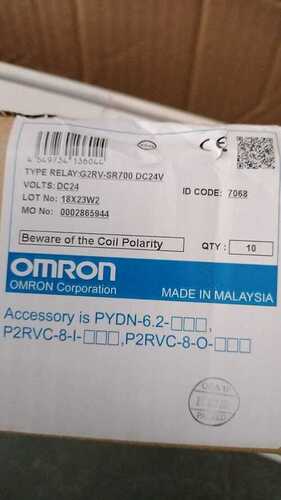 4 549734 136044
TYPE RELAY:G2RV-SR700 DC24V
VOLTS:DC24
ID CODE: 7068
LOT No: 18X23W2
MO No: 0002865944
Beware of the Coil Polarity
QTY: 10
OMRON
OMRON Corporation
MADE IN MALAYSIA
Accessory is PYDN-6.2-□□□,
P2RVC-8-I-□□□,P2RVC-8-O-□□□